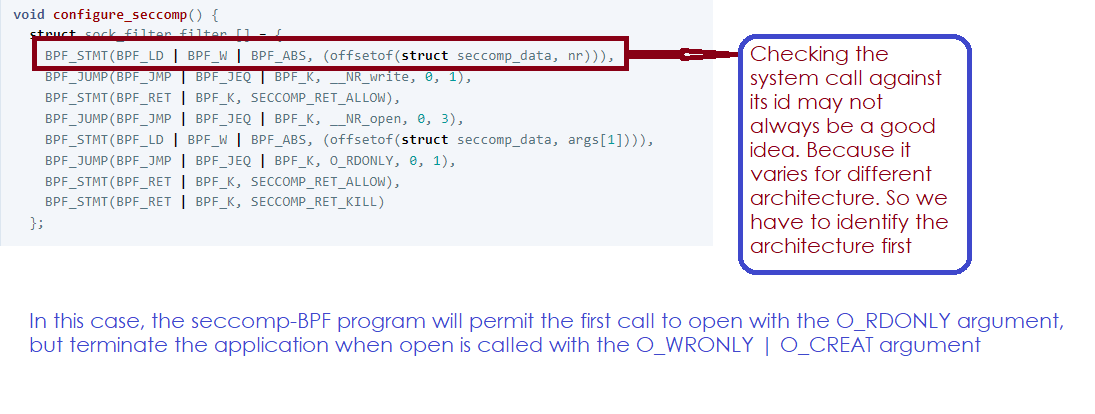 void configure_seccomp() {
struct sock_filter filter [] = {
BPF_STMT(BPF_LD | BPF_W | BPF_ABS, (offsetof(struct seccomp_data, nr))),
BPF_JUMP(BPF_JMP | BPF_JEQ | BPF_K, __NR_write, 0, 1),
BPF_STMT(BPF_RET | BPF_K, SECCOMP_RET_ALLOW),
BPF_JUMP(BPF_JMP | BPF_JEQ | BPF_K, __NR_open, 0, 3),
BPF_STMT(BPF_LD | BPF_W | BPF_ABS, (offsetof(struct seccomp_data, args[1]))),
BPF_JUMP(BPF_JMP | BPF_JEQ | BPF_K, O_RDONLY, 0, 1),
BPF_STMT(BPF_RET | BPF_K, SECCOMP_RET_ALLOW),
BPF_STMT(BPF_RET | BPF_K, SECCOMP_RET_KILL)
};
Checking the
system call against
its id may not
always be a good
idea. Because it
varies for different
architecture. So we
have to identify the
architecture first
In this case, the seccomp-BPF program will permit the first call to open with the O_RDONLY argument,
but terminate the application when open is called with the O_WRONLY | O_CREAT argument